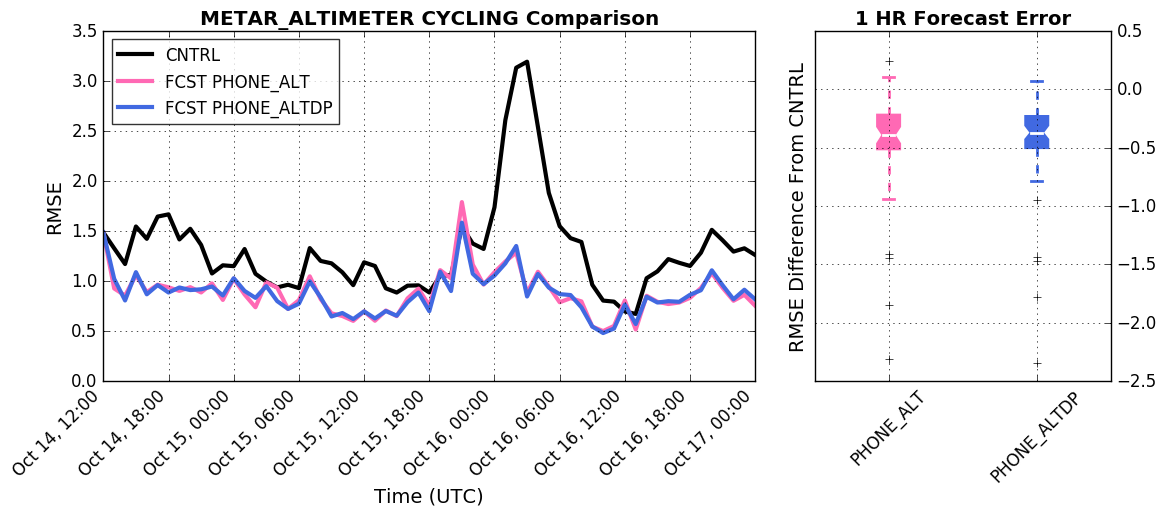 METAR_ALTIMETER CYCLING Comparison
3.5
3.0
2.5
2.0
1.5
1.0
0.5
0.0
RMSE
CNTRL
FCST PHONE_ALT
FCST PHONE_ALTDP
Oct 14, 12:00
Oct 14, 18:00
Oct 15, 00:00
Oct 15, 06:00
Oct 15, 12:00
Oct 15, 18:00
Oct 16, 00:00
Oct 16, 06:00
Oct 16, 12:00
Oct 16, 18:00
Oct 17, 00:00
Time (UTC)
1 HR Forecast Error
RMSE Difference From CNTRL
0.5
0.0
−0.5
−1.0
−1.5
−2.0
−2.5
PHONE_ALT
PHONE_ALTDP